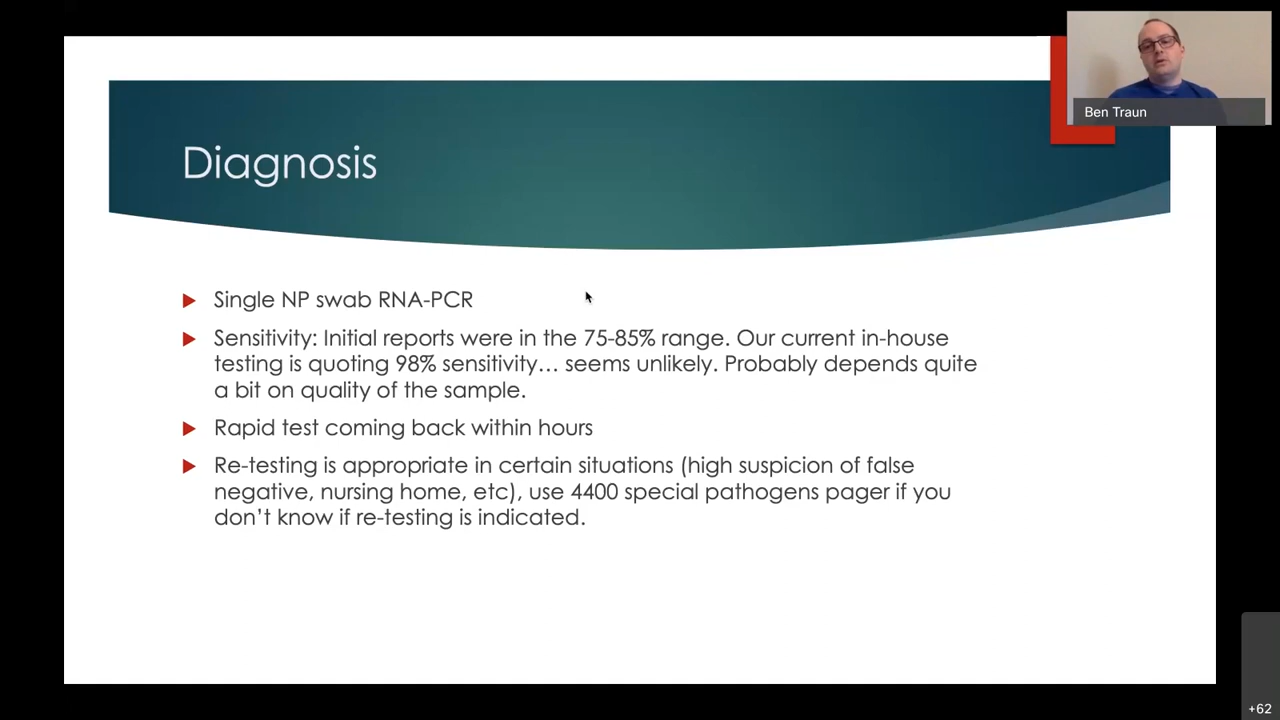 Ben Traun
Diagnosis
Single NP swab RNA-PCR
Sensitivity: Initial reports were in the 75-85% range. Our current in-house
testing is quoting 98% sensitivity… seems unlikely. Probably depends quite
a bit on quality of the sample.
Rapid test coming back within hours
Re-testing is appropriate in certain situations (high suspicion of false
negative, nursing home, etc), use 4400 special pathogens pager if you
don’t know if re-testing is indicated.
+62